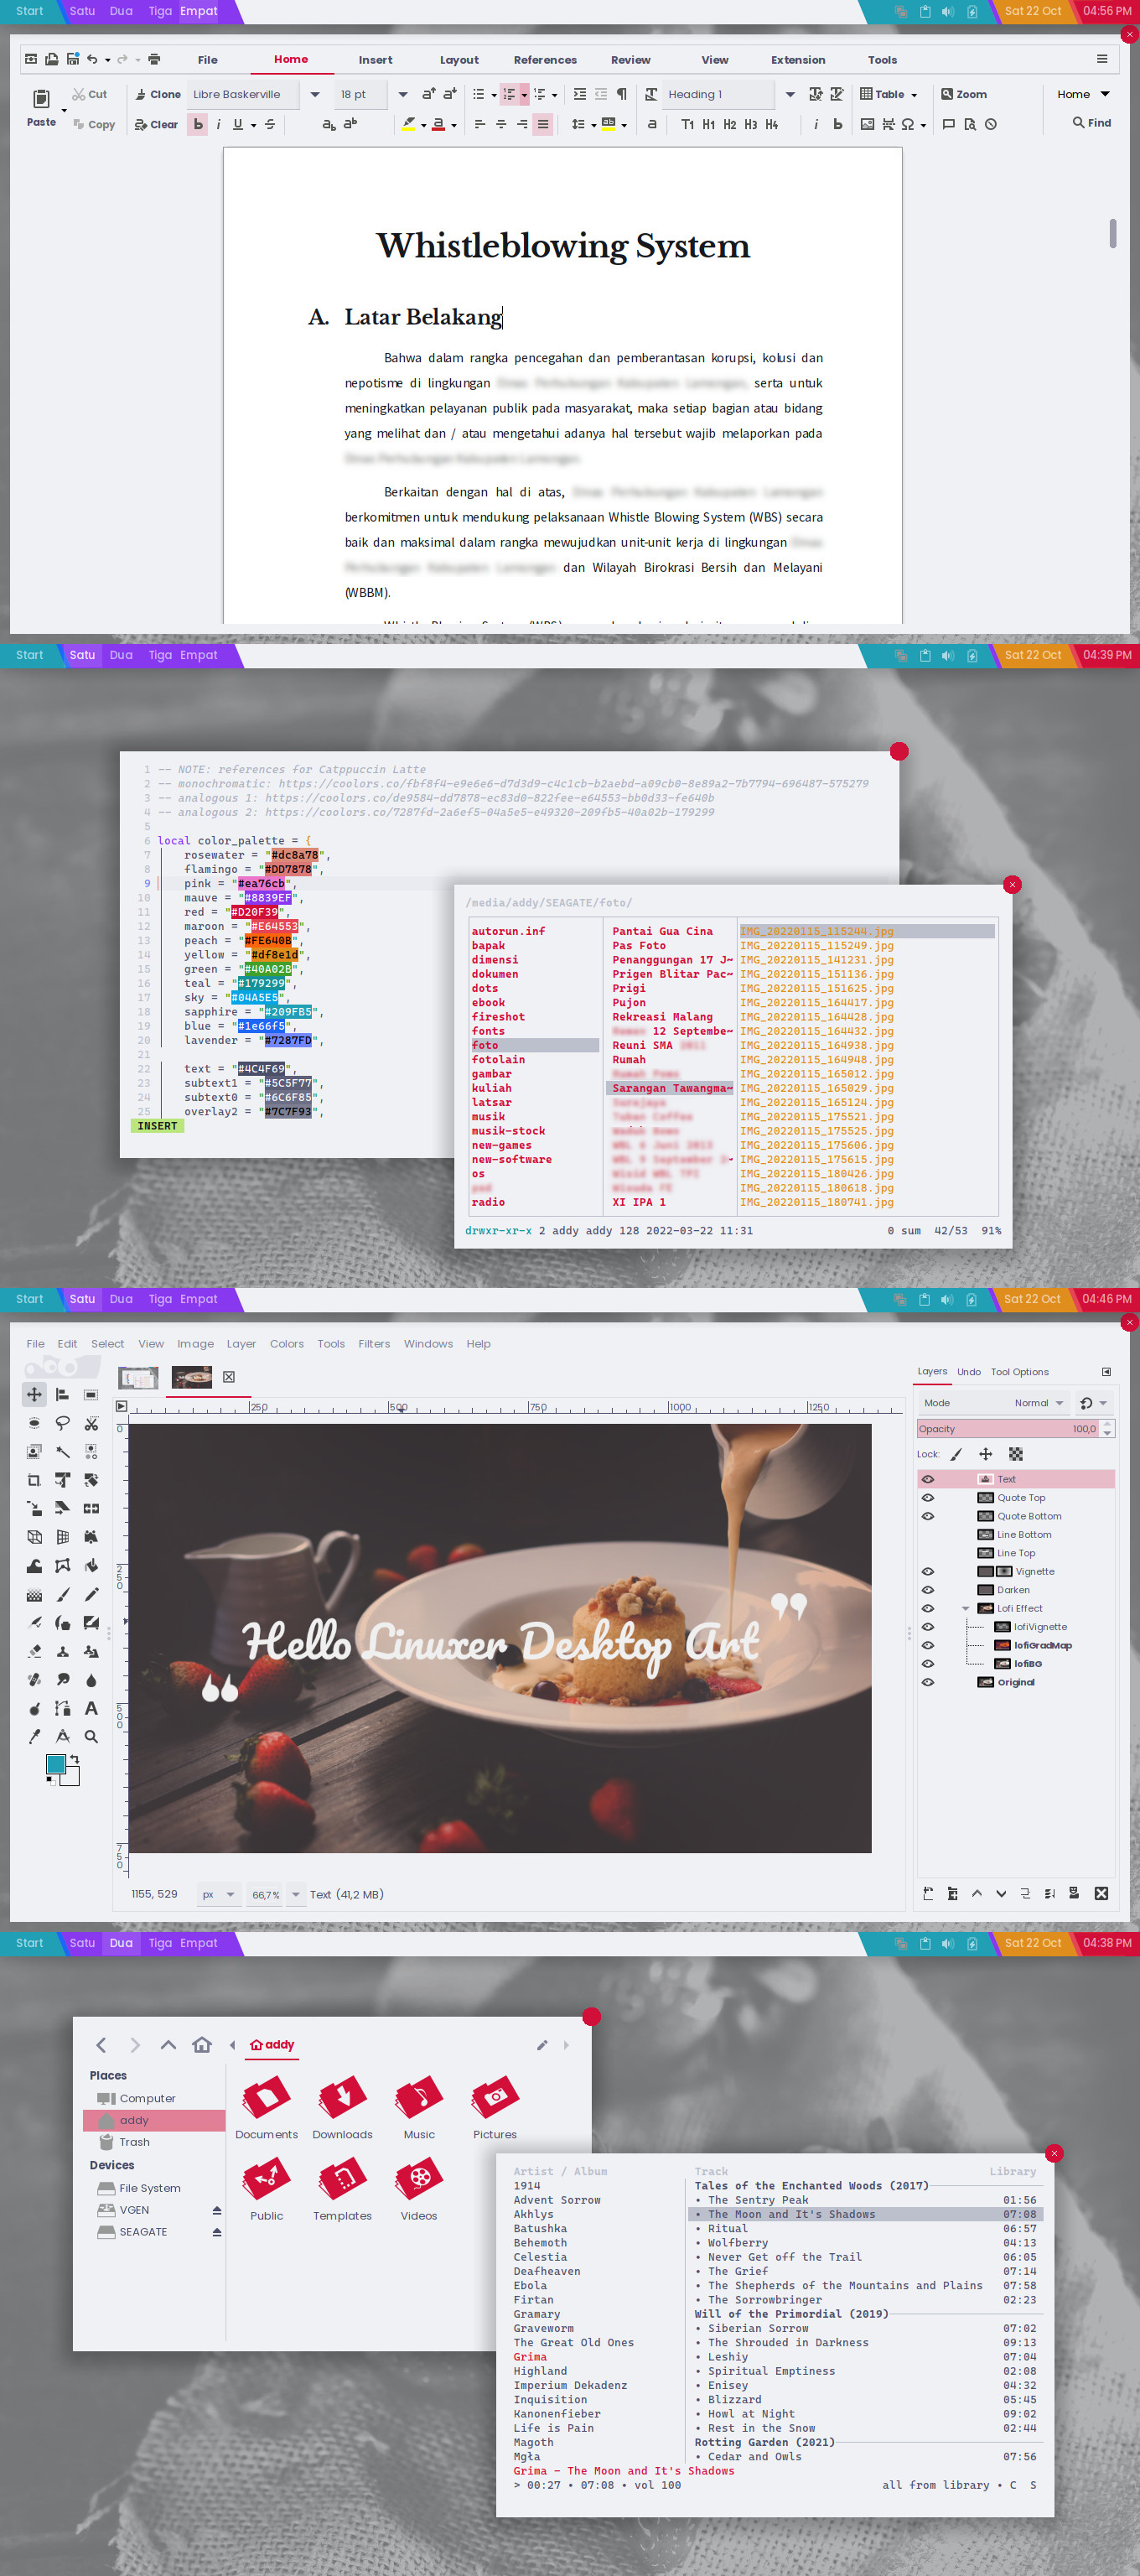 Start Satu Dua Tiga Empat Sat 22 Oct 04:56 PM
File Home Insert Layout References Review View Extension Tools
Paste Cut Clone Libre Baskerville 18 pt Heading 1 Table Zoom Home
Copy Clear b i U S a T1 H1 H2 H3 H4 i b Find
Whistleblowing System
A. Latar Belakang
Bahwa dalam rangka pencegahan dan pemberantasan korupsi, kolusi dan
nepotisme di lingkungan serta untuk
meningkatkan pelayanan publik pada masyarakat, maka setiap bagian atau bidang
yang melihat dan / atau mengetahui adanya hal tersebut wajib melaporkan pada
Berkaitan dengan hal di atas,
berkomitmen untuk mendukung pelaksanaan Whistle Blowing System (WBS) secara
baik dan maksimal dalam rangka mewujudkan unit-unit kerja di lingkungan
dan Wilayah Birokrasi Bersih dan Melayani
(WBBM).
Start Satu Dua Tiga Empat Sat 22 Oct 04:39 PM
1 -- NOTE: references for Catppuccin Latte
2 -- monochromatic: https://coolors.co/fbf8f4-e9e6e6-d7d3d9-c4c1cb-b2aebd-a09cb0-8e89a2-7b7794-696487-575279
3 -- analogous 1: https://coolors.co/de9584-dd7878-ec83d0-822fee-e64553-bb0d33-fe640b
4 -- analogous 2: https://coolors.co/7287fd-2a6ef5-04a5e5-e49320-209fb5-40a02b-179299
5
6 local color_palette = {
7 rosewater = "#dc8a78",
8 flamingo = "#DD7878",
9 pink = "#ea76cb",
10 mauve = "#8839EF",
11 red = "#D20F39",
12 maroon = "#E64553",
13 peach = "#FE640B",
14 yellow = "#df8e1d",
15 green = "#40A02B",
16 teal = "#179299",
17 sky = "#04A5E5",
18 sapphire = "#209FB5",
19 blue = "#1e66f5",
20 lavender = "#7287FD",
21
22 text = "#4C4F69",
23 subtext1 = "#5C5F77",
24 subtext0 = "#6C6F85",
25 overlay2 = "#7C7F93",
INSERT
/media/addy/SEAGATE/foto/
autorun.inf Pantai Gua Cina IMG_20220115_115244.jpg
bapak Pas Foto IMG_20220115_115249.jpg
dimensi Penanggungan 17 J~ IMG_20220115_141231.jpg
dokumen Prigen Blitar Pac~ IMG_20220115_151136.jpg
dots Prigi IMG_20220115_151625.jpg
ebook Pujon IMG_20220115_164417.jpg
fireshot Rekreasi Malang IMG_20220115_164428.jpg
fonts 12 Septembe~ IMG_20220115_164432.jpg
foto Reuni SMA IMG_20220115_164938.jpg
fotolain Rumah IMG_20220115_164948.jpg
gambar IMG_20220115_165012.jpg
kuliah Sarangan Tawangma~ IMG_20220115_165029.jpg
latsar IMG_20220115_165124.jpg
musik IMG_20220115_175521.jpg
musik-stock IMG_20220115_175525.jpg
new-games IMG_20220115_175606.jpg
new-software IMG_20220115_175615.jpg
os IMG_20220115_180426.jpg
IMG_20220115_180618.jpg
radio XI IPA 1 IMG_20220115_180741.jpg
drwxr-xr-x 2 addy addy 128 2022-03-22 11:31 0 sum 42/53 91%
Start Satu Dua Tiga Empat Sat 22 Oct 04:46 PM
File Edit Select View Image Layer Colors Tools Filters Windows Help
Layers Undo Tool Options
250 500 750 1000 1250
Mode Normal
Opacity 100,0
Lock:
Text
Quote Top
Quote Bottom
Line Bottom
Line Top
Vignette
Darken
Lofi Effect
lofiVignette
lofiGradMap
lofiBG
Original
0
250
500
750
“
Hello Linuxer Desktop Art
”
1155, 529 px 66,7 % Text (41,2 MB)
Start Satu Dua Tiga Empat Sat 22 Oct 04:38 PM
addy
Places
Computer
addy
Trash
Devices
File System
VGEN
SEAGATE
Documents Downloads Music Pictures
Public Templates Videos
Artist / Album Track Library
1914 Tales of the Enchanted Woods (2017)
Advent Sorrow • The Sentry Peak 01:56
Akhlys • The Moon and It's Shadows 07:08
Batushka • Ritual 06:57
Behemoth • Wolfberry 04:13
Celestia • Never Get off the Trail 06:05
Deafheaven • The Grief 07:14
Ebola • The Shepherds of the Mountains and Plains 07:58
Firtan • The Sorrowbringer 02:23
Gramary Will of the Primordial (2019)
Graveworm • Siberian Sorrow 07:02
The Great Old Ones • The Shrouded in Darkness 09:13
Grima • Leshiy 07:04
Highland • Spiritual Emptiness 02:08
Imperium Dekadenz • Enisey 04:32
Inquisition • Blizzard 05:45
Kanonenfieber • Howl at Night 09:02
Life is Pain • Rest in the Snow 02:44
Magoth Rotting Garden (2021)
Mgła • Cedar and Owls 07:56
Grima - The Moon and It's Shadows
> 00:27 • 07:08 • vol 100 all from library • C S